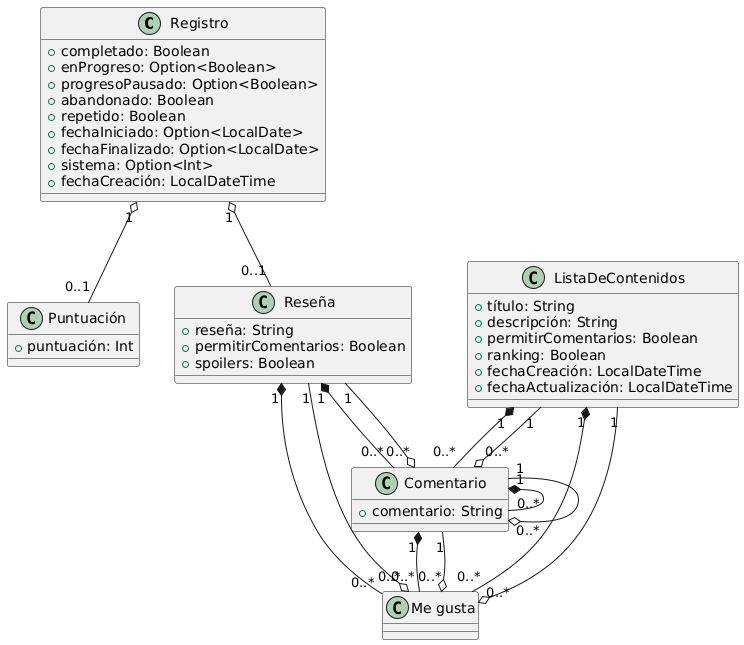 C Registro
completado: Boolean
enProgreso: Option<Boolean>
progresoPausado: Option<Boolean>
abandonado: Boolean
repetido: Boolean
fechaIniciado: Option<LocalDate>
fechaFinalizado: Option<LocalDate>
sistema: Option<Int>
fechaCreación: LocalDateTime
1
1
0..1
0..1
C Puntuación
puntuación: Int
C Reseña
reseña: String
permitirComentarios: Boolean
spoilers: Boolean
C ListaDeContenidos
título: String
descripción: String
permitirComentarios: Boolean
ranking: Boolean
fechaCreación: LocalDateTime
fechaActualización: LocalDateTime
1
1
1
1
1
1
1
1
0..*
0..*
0..*
0..*
C Comentario
comentario: String
1
1
0..*
0..*
1
1
0..*
0..*
0..*
0..*
0..*
0..*
C Me gusta